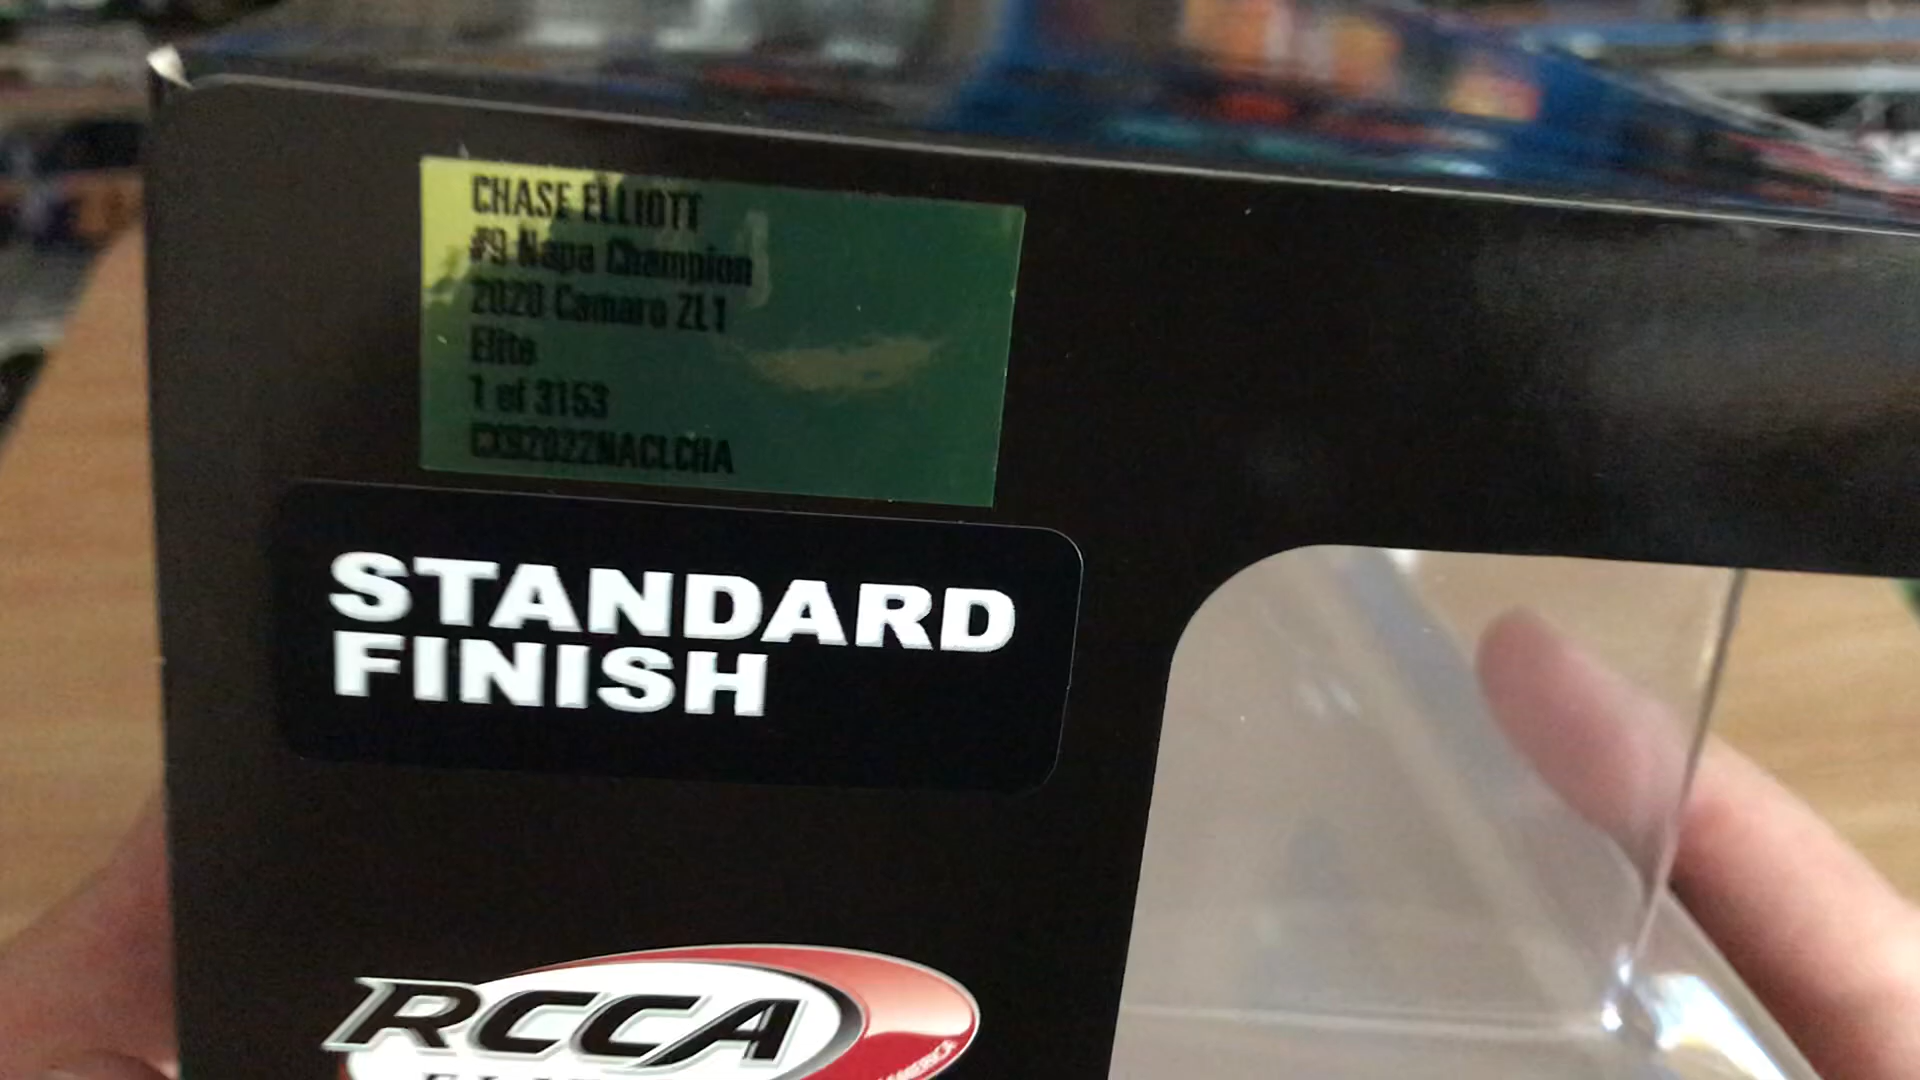 CHASE ELLIOTT
#9 Napa Champion
2020 Camaro ZL1
Elite
1 of 3153
CX92022NACLCHA
STANDARD
FINISH
RCCA